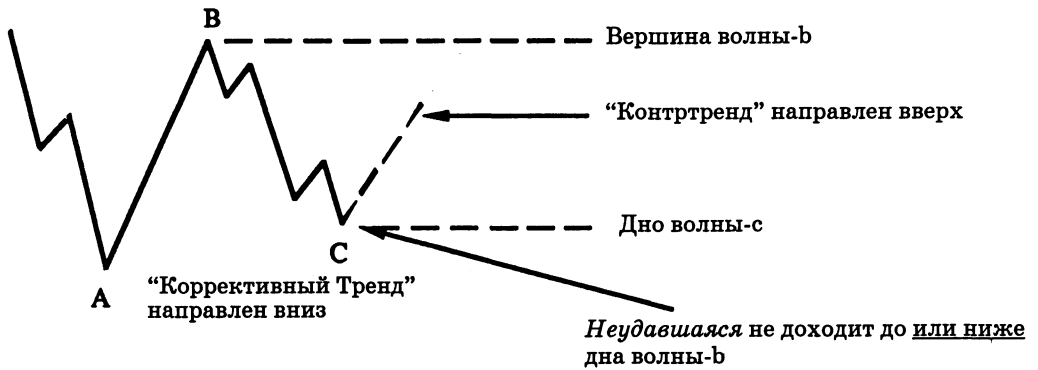 B
Вершина волны-b
“Контртренд” направлен вверх
Дно волны-с
C
A
“Коррективный Тренд”
направлен вниз
Неудавшаяся не доходит до или ниже
дна волны-b